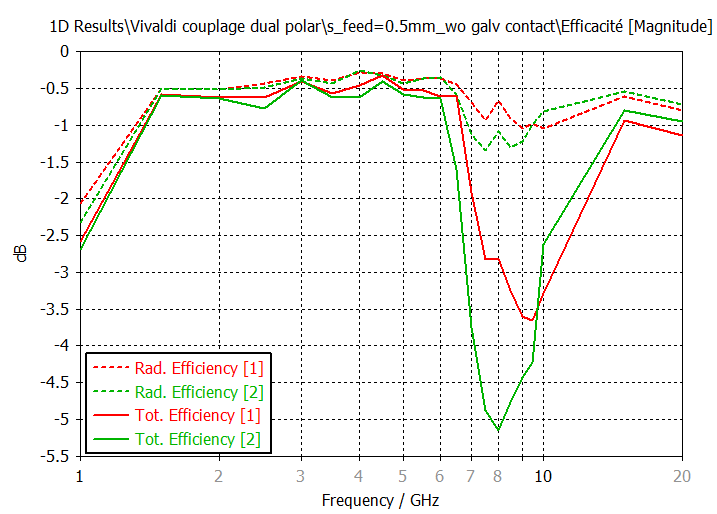 1D Results\Vivaldi couplage dual polar\s_feed=0.5mm_wo galv contact\Efficacité [Magnitude]
0
-0.5
-1
-1.5
-2
-2.5
-3
-3.5
-4
-4.5
-5
-5.5
dB
Rad. Efficiency [1]
Rad. Efficiency [2]
Tot. Efficiency [1]
Tot. Efficiency [2]
1 2 3 4 5 6 7 8 10 20
Frequency / GHz